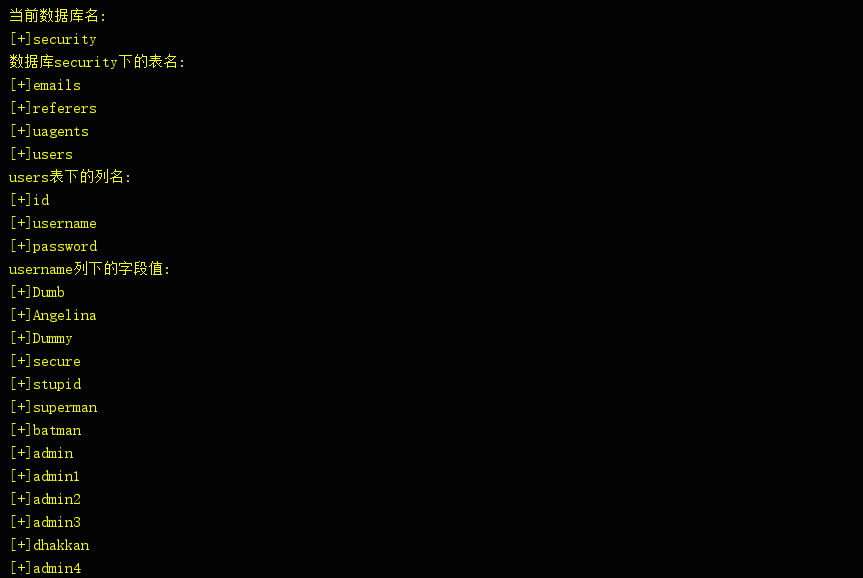 当前数据库名:
[+]security
数据库security下的表名:
[+]emails
[+]referers
[+]uagents
[+]users
users表下的列名:
[+]id
[+]username
[+]password
username列下的字段值:
[+]Dumb
[+]Angelina
[+]Dummy
[+]secure
[+]stupid
[+]superman
[+]batman
[+]admin
[+]admin1
[+]admin2
[+]admin3
[+]dhakkan
[+]admin4